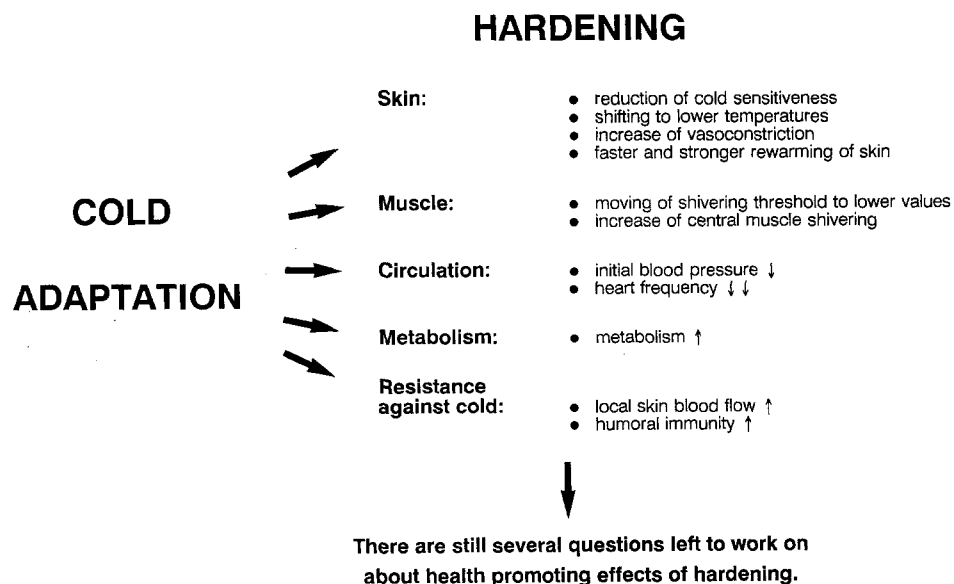 HARDENING
Skin:
• reduction of cold sensitiveness
• shifting to lower temperatures
• increase of vasoconstriction
• faster and stronger rewarming of skin
COLD
ADAPTATION
Muscle:
• moving of shivering threshold to lower values
• increase of central muscle shivering
Circulation:
• initial blood pressure ↓
• heart frequency ↓ ↓
Metabolism:
• metabolism ↑
Resistance
against cold:
• local skin blood flow ↑
• humoral immunity ↑
There are still several questions left to work on
about health promoting effects of hardening.